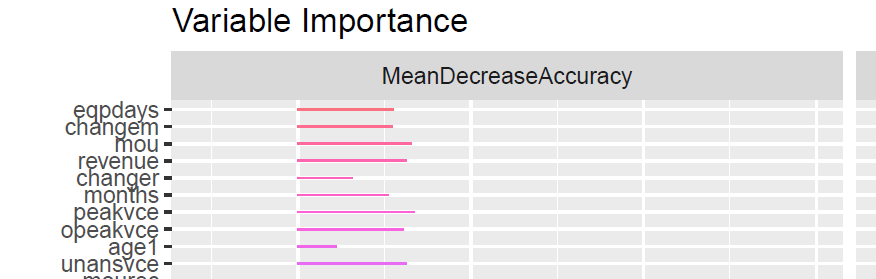 Variable Importance
MeanDecreaseAccuracy
eqpdays
changem
mou
revenue
changer
months
peakvce
opeakvce
age1
unansvce